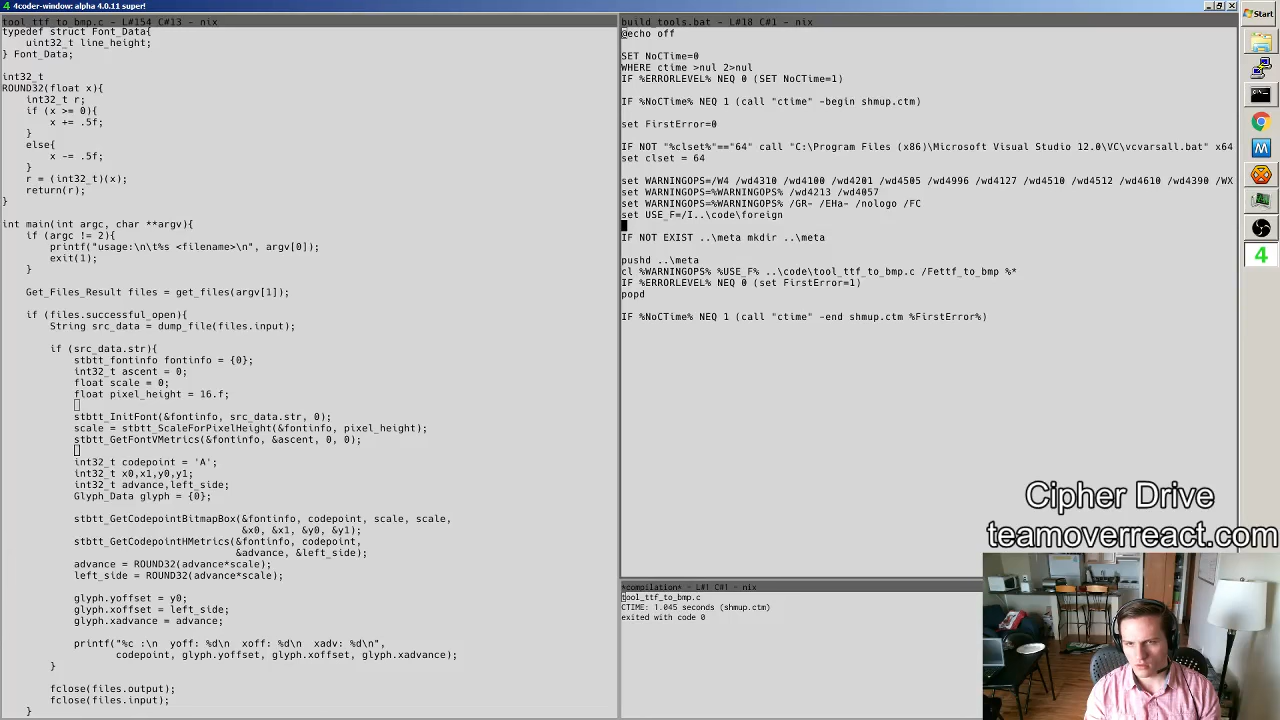 4coder-window: alpha 4.0.11 super!
tool_ttf_to_bmp.c - L#154 C#13 - nix
typedef struct Font_Data{
    uint32_t line_height;
} Font_Data;
int32_t
ROUND32(float x){
    int32_t r;
    if (x >= 0){
        x += .5f;
    }
    else{
        x -= .5f;
    }
    r = (int32_t)(x);
    return(r);
}
int main(int argc, char **argv){
    if (argc != 2){
        printf("usage:\n\t%s <filename>\n", argv[0]);
        exit(1);
    }
    Get_Files_Result files = get_files(argv[1]);
    if (files.successful_open){
        String src_data = dump_file(files.input);
        if (src_data.str){
            stbtt_fontinfo fontinfo = {0};
            int32_t ascent = 0;
            float scale = 0;
            float pixel_height = 16.f;
            stbtt_InitFont(&fontinfo, src_data.str, 0);
            scale = stbtt_ScaleForPixelHeight(&fontinfo, pixel_height);
            stbtt_GetFontVMetrics(&fontinfo, &ascent, 0, 0);
            int32_t codepoint = 'A';
            int32_t x0,x1,y0,y1;
            int32_t advance,left_side;
            Glyph_Data glyph = {0};
            stbtt_GetCodepointBitmapBox(&fontinfo, codepoint, scale, scale,
                                        &x0, &x1, &y0, &y1);
            stbtt_GetCodepointHMetrics(&fontinfo, codepoint,
                                       &advance, &left_side);
            advance = ROUND32(advance*scale);
            left_side = ROUND32(advance*scale);
            glyph.yoffset = y0;
            glyph.xoffset = left_side;
            glyph.xadvance = advance;
            printf("%c :\n  yoff: %d\n  xoff: %d\n  xadv: %d\n",
                   codepoint, glyph.yoffset, glyph.xoffset, glyph.xadvance);
        }
        fclose(files.output);
        fclose(files.input);
    }
build_tools.bat - L#18 C#1 - nix
@echo off
SET NoCTime=0
WHERE ctime >nul 2>nul
IF %ERRORLEVEL% NEQ 0 (SET NoCTime=1)
IF %NoCTime% NEQ 1 (call "ctime" -begin shmup.ctm)
set FirstError=0
IF NOT "%clset%"=="64" call "C:\Program Files (x86)\Microsoft Visual Studio 12.0\VC\vcvarsall.bat" x64
set clset = 64
set WARNINGOPS=/W4 /wd4310 /wd4100 /wd4201 /wd4505 /wd4996 /wd4127 /wd4510 /wd4512 /wd4610 /wd4390 /WX
set WARNINGOPS=%WARNINGOPS% /wd4213 /wd4057
set WARNINGOPS=%WARNINGOPS% /GR- /EHa- /nologo /FC
set USE_F=/I..\code\foreign
IF NOT EXIST ..\meta mkdir ..\meta
pushd ..\meta
cl %WARNINGOPS% %USE_F% ..\code\tool_ttf_to_bmp.c /Fettf_to_bmp %*
IF %ERRORLEVEL% NEQ 0 (set FirstError=1)
popd
IF %NoCTime% NEQ 1 (call "ctime" -end shmup.ctm %FirstError%)
*compilation* - L#1 C#1 - nix
tool_ttf_to_bmp.c
CTIME: 1.045 seconds (shmup.ctm)
exited with code 0
Cipher Drive
teamoverreact.com
Start